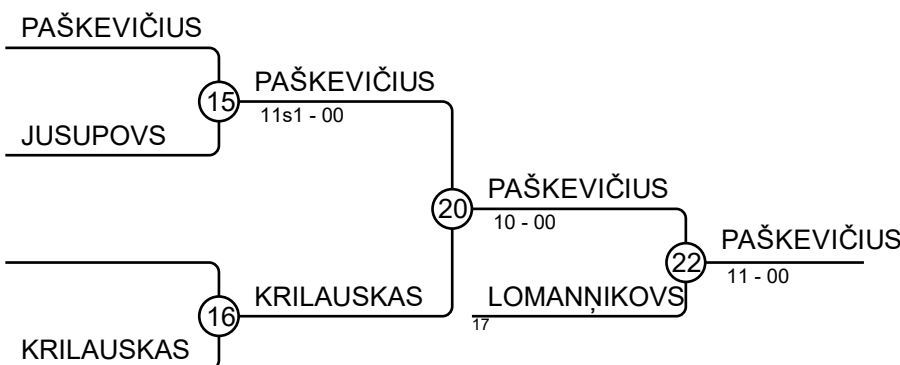 PAŠKEVIČIUS
15
PAŠKEVIČIUS
11s1 - 00
JUSUPOVS
20
PAŠKEVIČIUS
10 - 00
22
PAŠKEVIČIUS
11 - 00
16
KRILAUSKAS
LOMANŅIKOVS
17
KRILAUSKAS